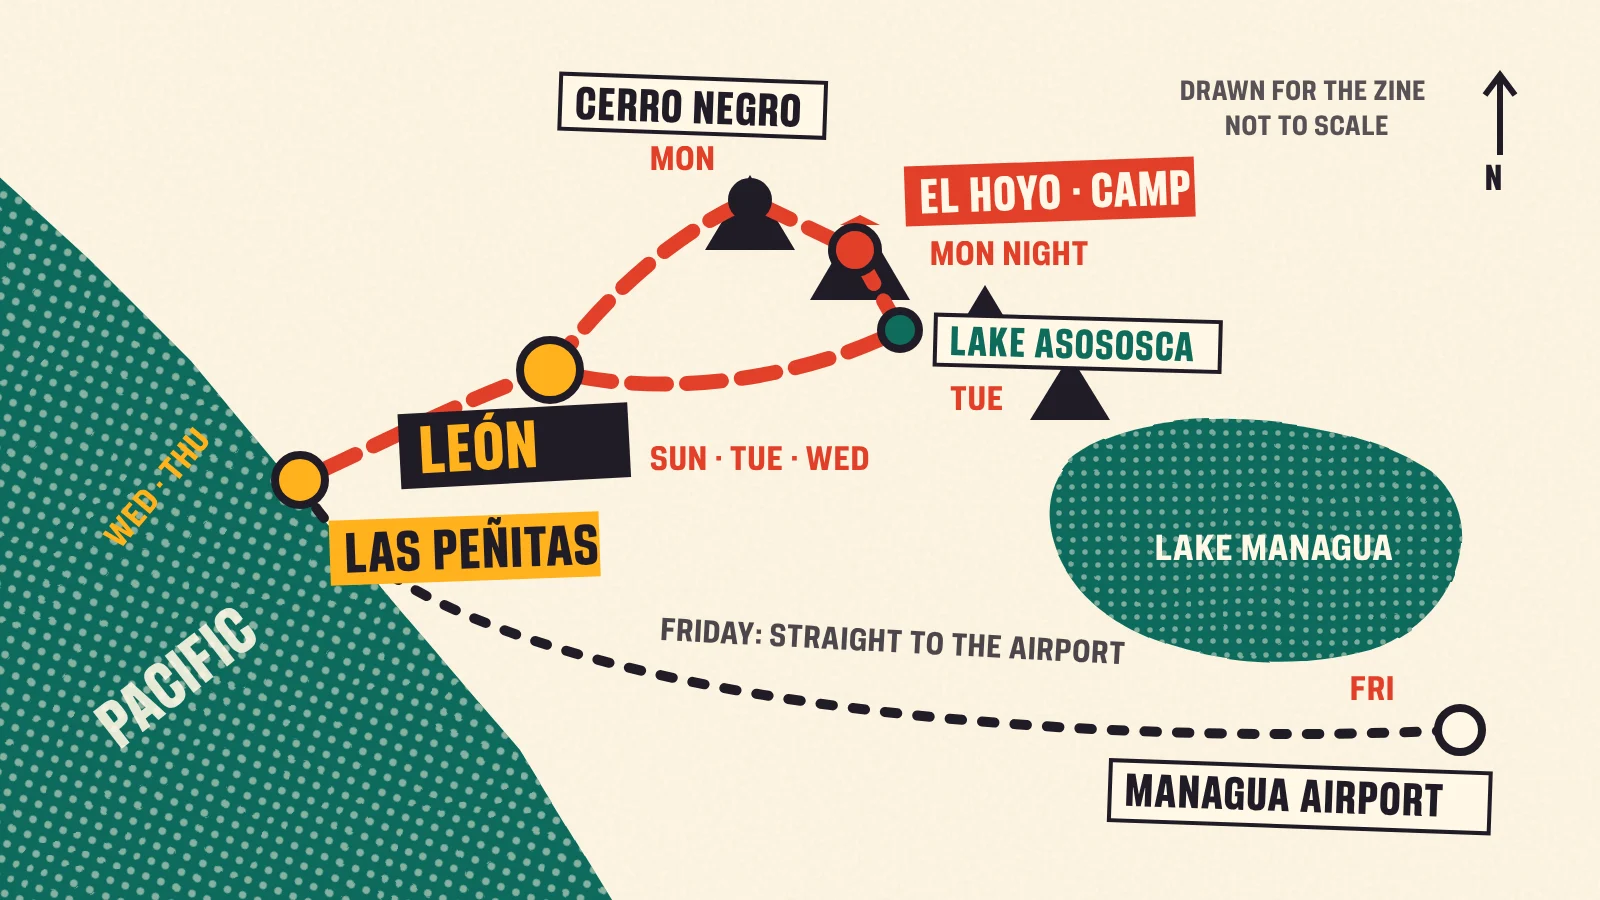 CERRO NEGRO
MON
DRAWN FOR THE ZINE
NOT TO SCALE
N
EL HOYO · CAMP
MON NIGHT
LAKE ASOSOSCA
TUE
LEÓN
SUN · TUE · WED
WED · THU
LAS PEÑITAS
LAKE MANAGUA
PACIFIC
FRIDAY: STRAIGHT TO THE AIRPORT
FRI
MANAGUA AIRPORT